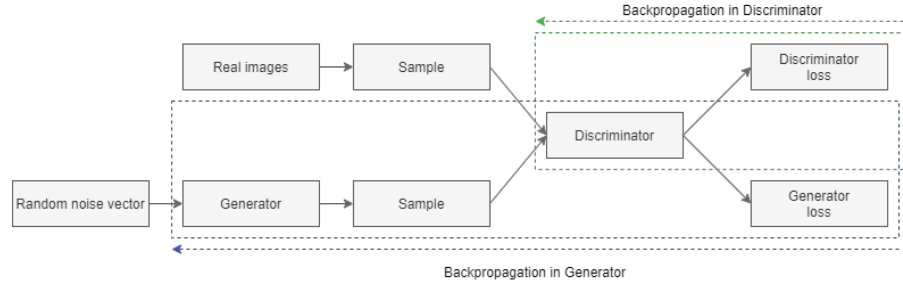 Backpropagation in Discriminator
Real images
Sample
Discriminator
loss
Discriminator
Random noise vector
Generator
Sample
Generator
loss
Backpropagation in Generator